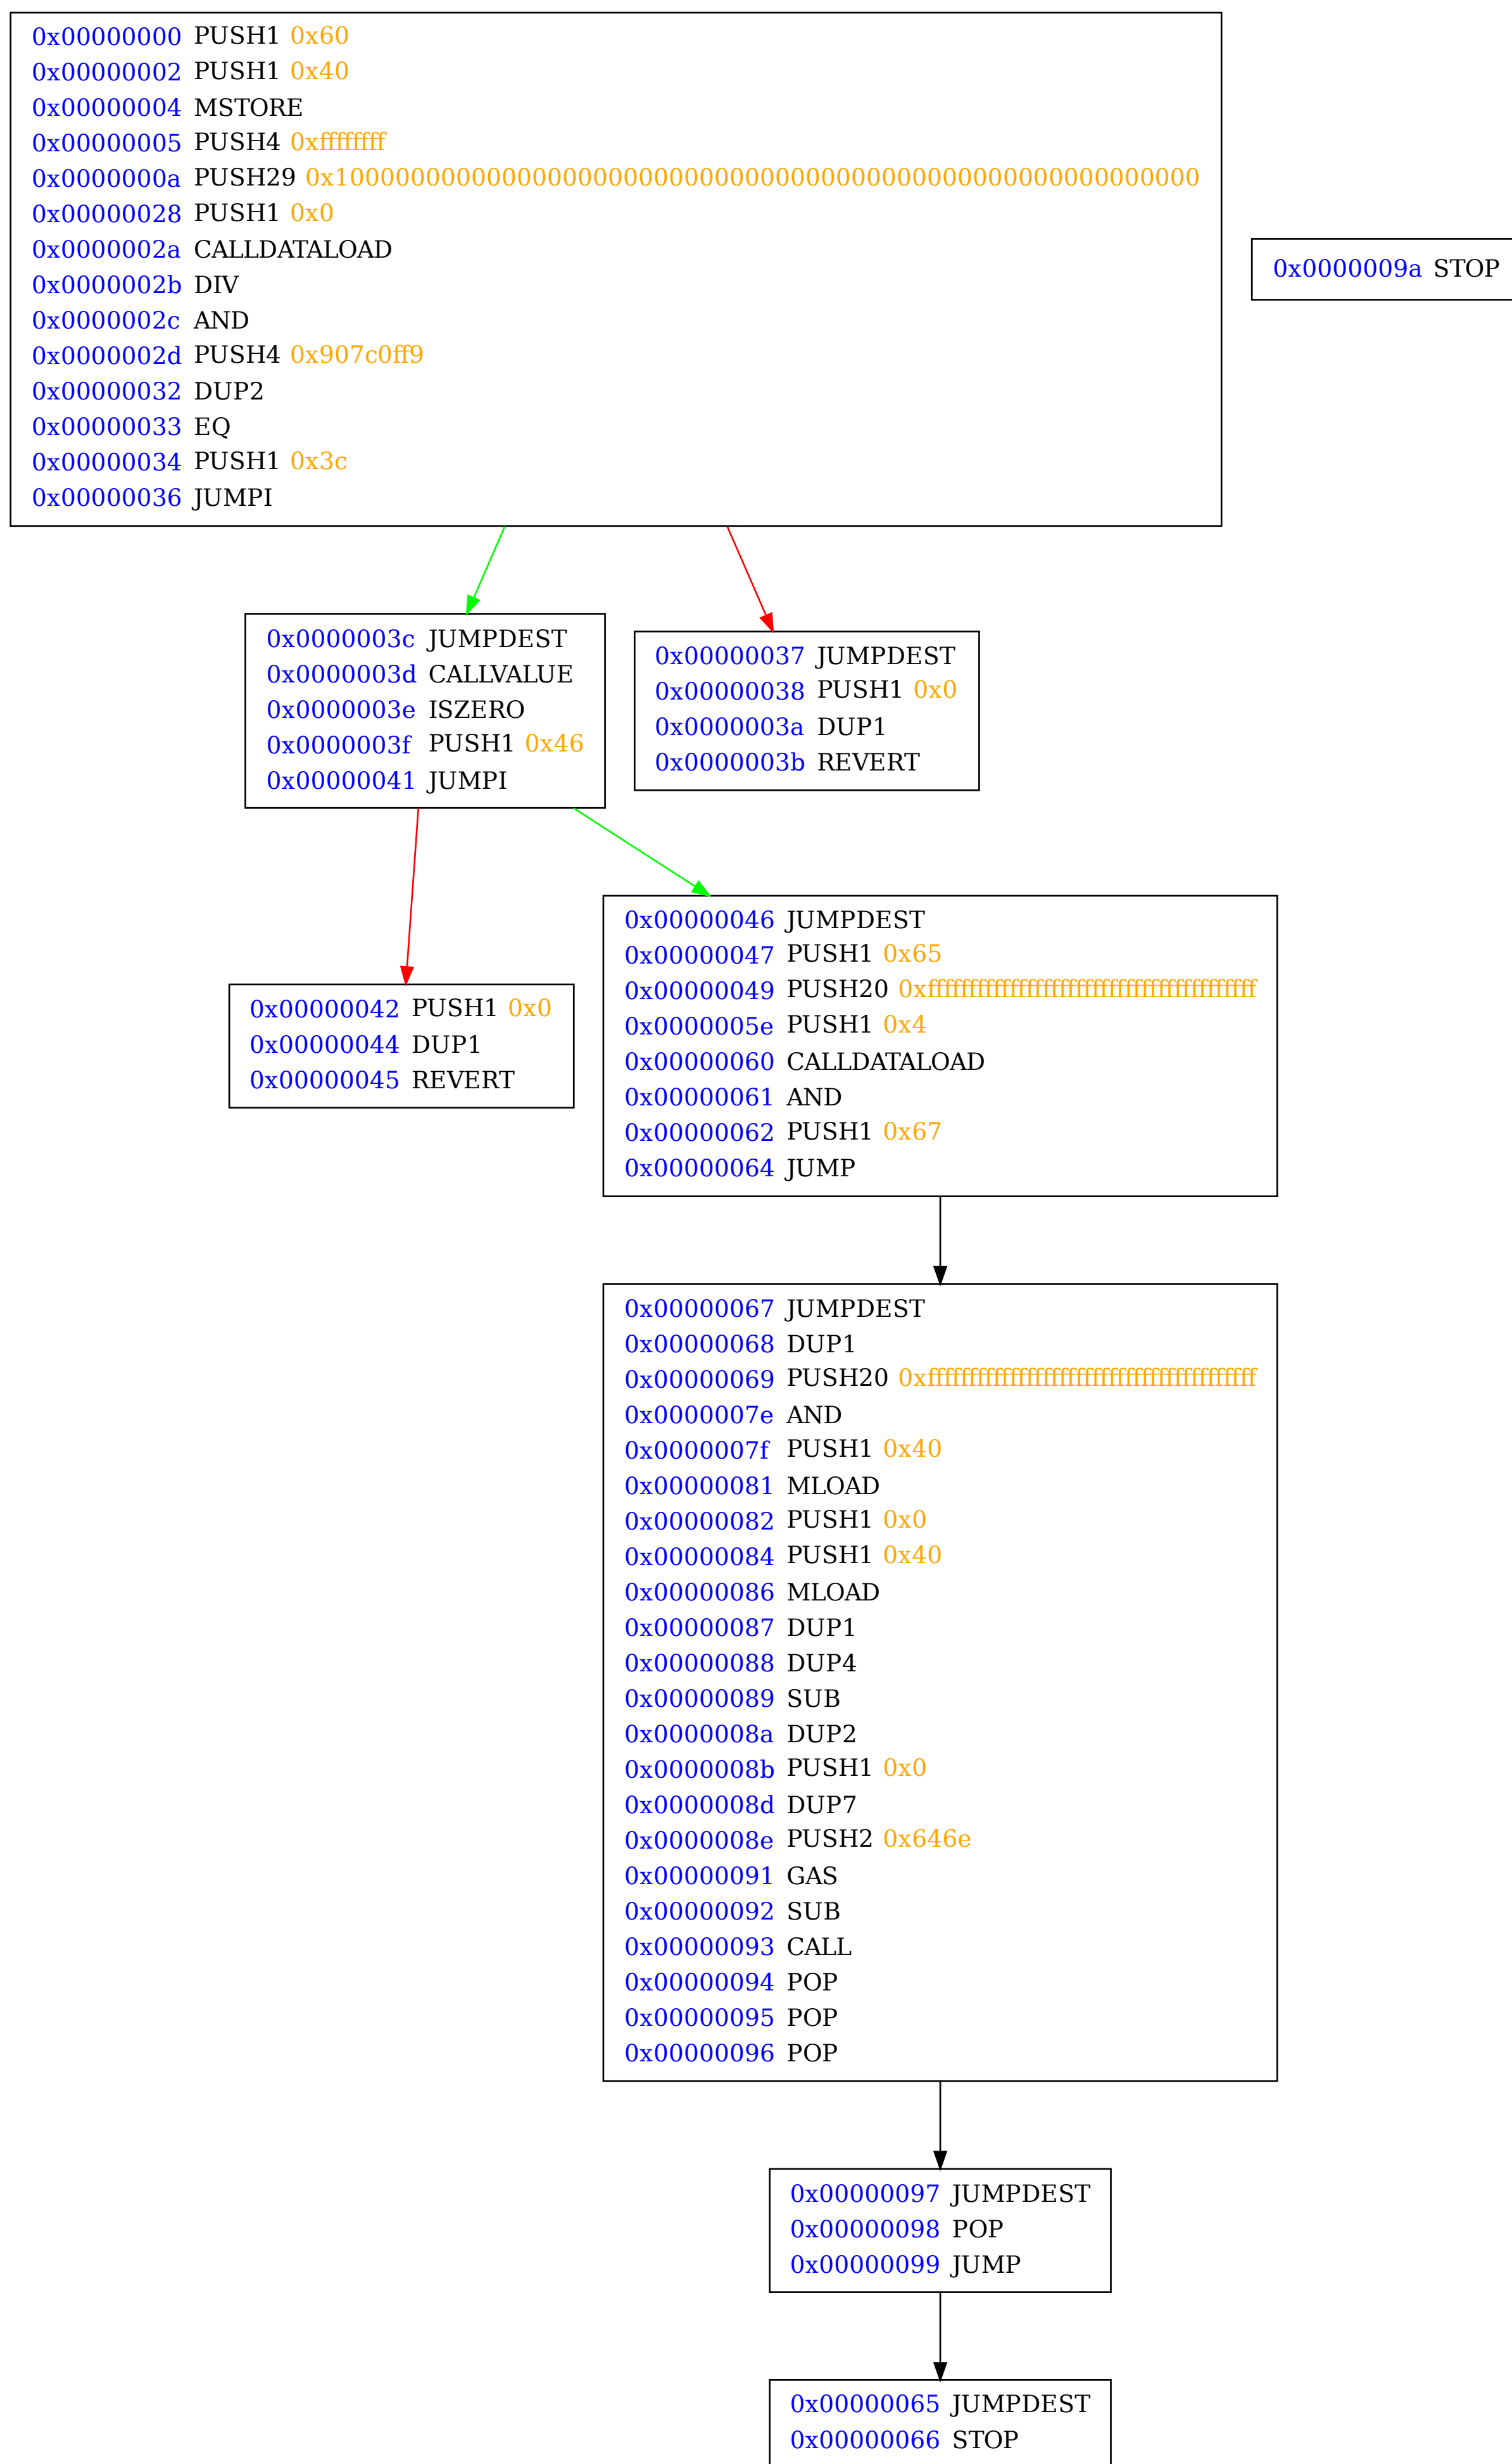 0x00000000 PUSH1 0x60
0x00000002 PUSH1 0x40
0x00000004 MSTORE
0x00000005 PUSH4 0xffffffff
0x0000000a PUSH29 0x100000000000000000000000000000000000000000000000000000000
0x00000028 PUSH1 0x0
0x0000002a CALLDATALOAD
0x0000002b DIV
0x0000002c AND
0x0000002d PUSH4 0x907c0ff9
0x00000032 DUP2
0x00000033 EQ
0x00000034 PUSH1 0x3c
0x00000036 JUMPI
0x0000009a STOP
0x0000003c JUMPDEST
0x0000003d CALLVALUE
0x0000003e ISZERO
0x0000003f PUSH1 0x46
0x00000041 JUMPI
0x00000037 JUMPDEST
0x00000038 PUSH1 0x0
0x0000003a DUP1
0x0000003b REVERT
0x00000042 PUSH1 0x0
0x00000044 DUP1
0x00000045 REVERT
0x00000046 JUMPDEST
0x00000047 PUSH1 0x65
0x00000049 PUSH20 0xffffffffffffffffffffffffffffffffffffffff
0x0000005e PUSH1 0x4
0x00000060 CALLDATALOAD
0x00000061 AND
0x00000062 PUSH1 0x67
0x00000064 JUMP
0x00000067 JUMPDEST
0x00000068 DUP1
0x00000069 PUSH20 0xffffffffffffffffffffffffffffffffffffffff
0x0000007e AND
0x0000007f PUSH1 0x40
0x00000081 MLOAD
0x00000082 PUSH1 0x0
0x00000084 PUSH1 0x40
0x00000086 MLOAD
0x00000087 DUP1
0x00000088 DUP4
0x00000089 SUB
0x0000008a DUP2
0x0000008b PUSH1 0x0
0x0000008d DUP7
0x0000008e PUSH2 0x646e
0x00000091 GAS
0x00000092 SUB
0x00000093 CALL
0x00000094 POP
0x00000095 POP
0x00000096 POP
0x00000097 JUMPDEST
0x00000098 POP
0x00000099 JUMP
0x00000065 JUMPDEST
0x00000066 STOP